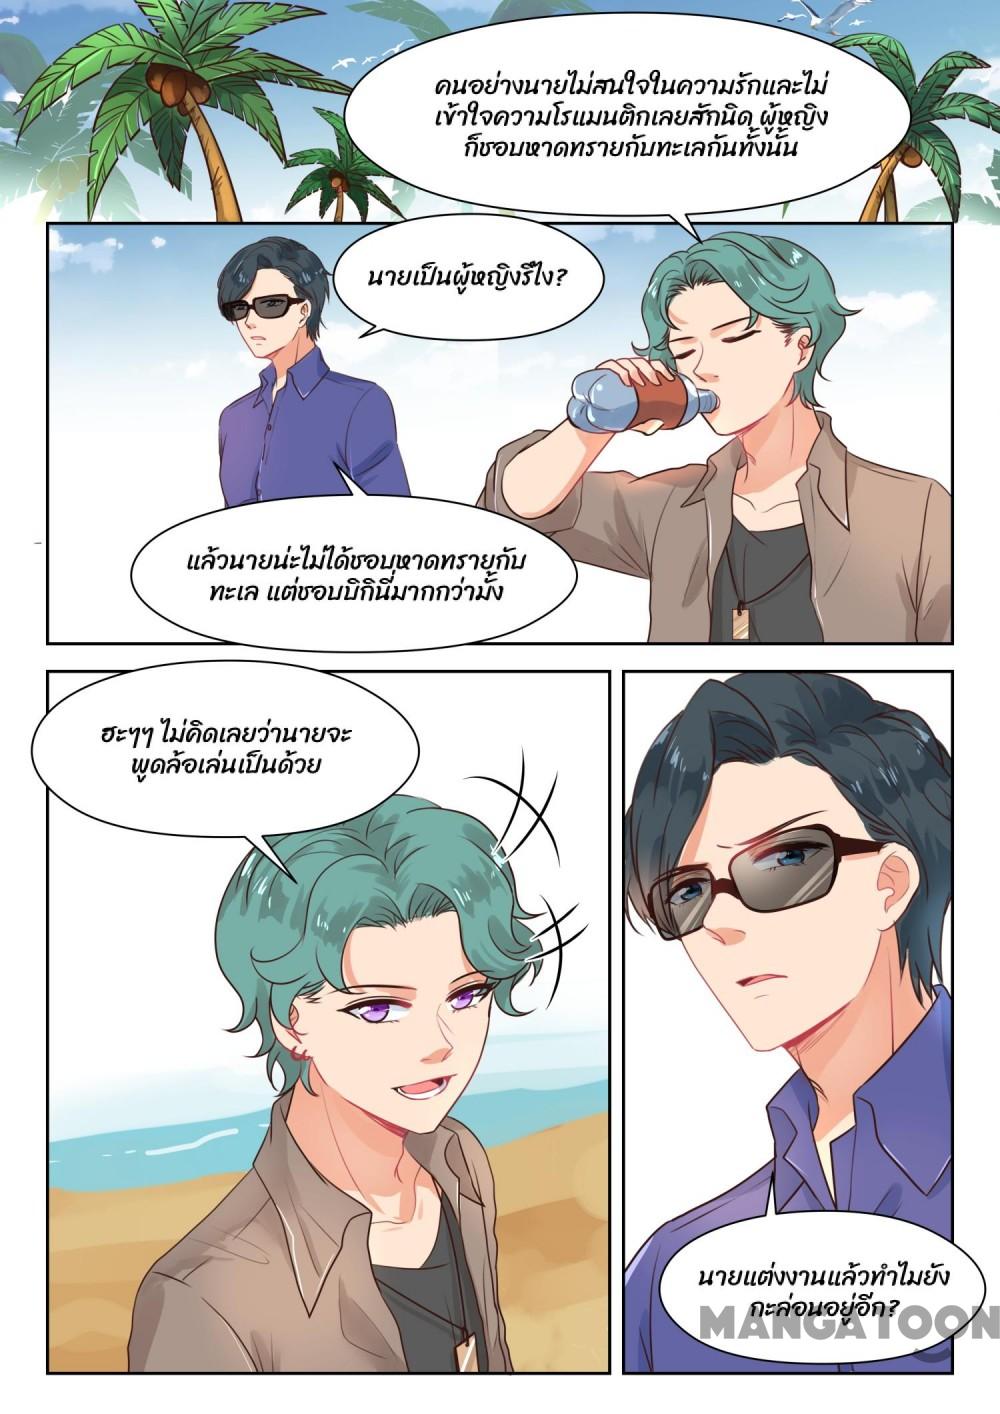 คนอย่างนายไม่สนใจในความรักและไม่
เข้าใจความโรแมนติกเลยสักนิด ผู้หญิง
ก็ชอบหาดทรายกับทะเลกันทั้งนั้น
นายเป็นผู้หญิงรึไง?
แล้วนายน่ะไม่ได้ชอบหาดทรายกับ
ทะเล แต่ชอบบิกินี่มากกว่ามั้ง
ฮะๆๆ ไม่คิดเลยว่านายจะ
พูดล้อเล่นเป็นด้วย
นายแต่งงานแล้วทำไมยัง
กะล่อนอยู่อีก?
MANGATOON